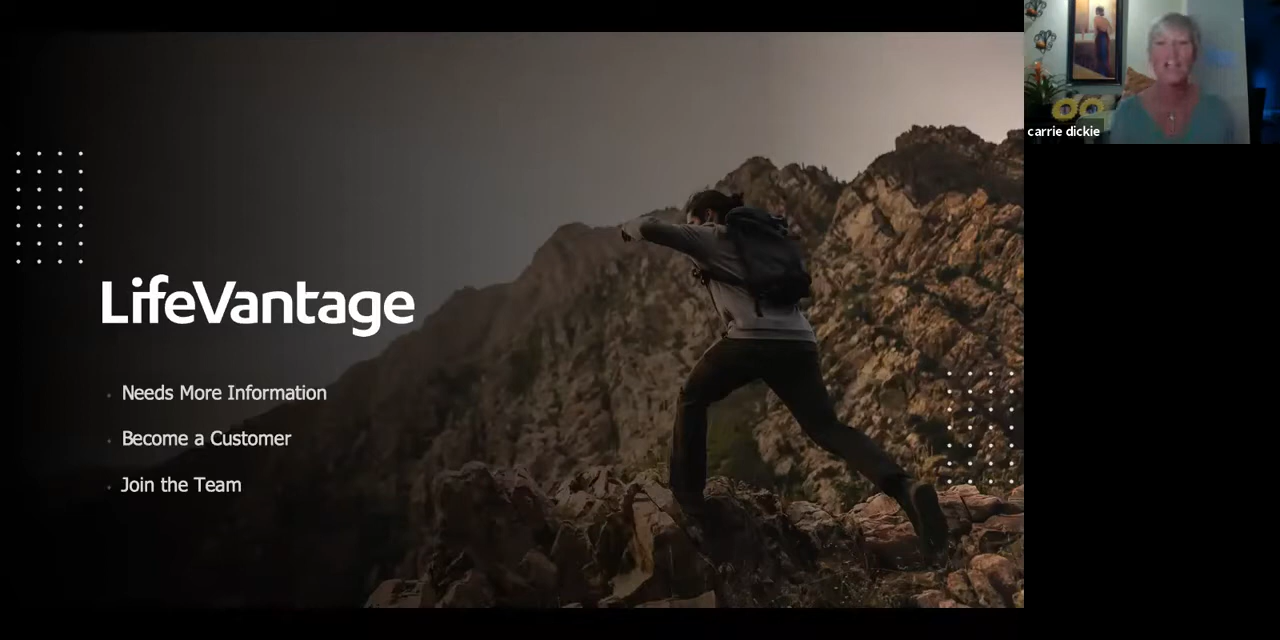 LifeVantage
Needs More Information
Become a Customer
Join the Team
carrie dickie